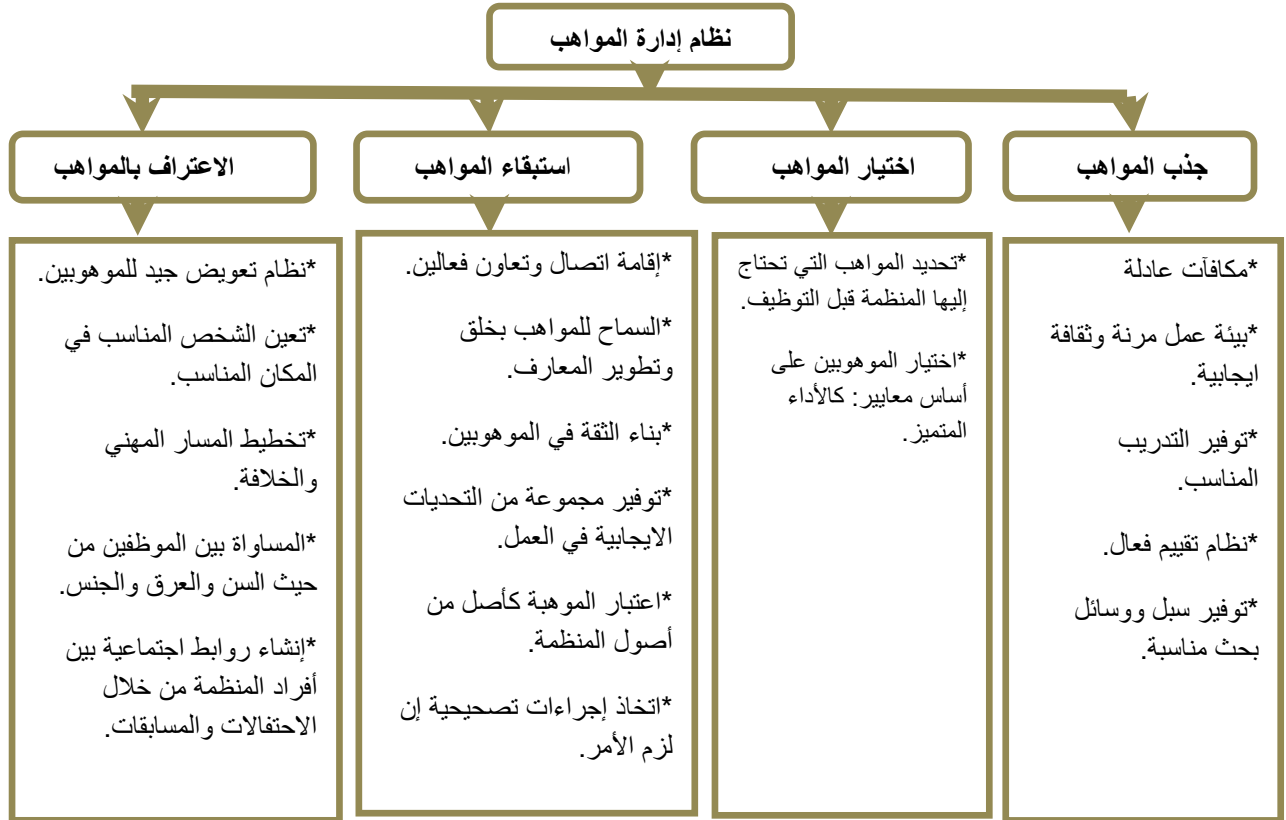 نظام إدارة المواهب
جذب المواهب
اختيار المواهب
استبقاء المواهب
الاعتراف بالمواهب
*مكافآت عادلة
*بيئة عمل مرنة وثقافة
ايجابية.
*توفير التدريب
المناسب.
*نظام تقييم فعال.
*توفير سبل ووسائل
بحث مناسبة.
*تحديد المواهب التي تحتاج
إليها المنظمة قبل التوظيف.
*اختيار الموهوبين على
أساس معايير: كالأداء
المتميز.
*إقامة اتصال وتعاون فعالين.
*السماح للمواهب بخلق
وتطوير المعارف.
*بناء الثقة في الموهوبين.
*توفير مجموعة من التحديات
الايجابية في العمل.
*اعتبار الموهبة كأصل من
أصول المنظمة.
*اتخاذ إجراءات تصحيحية إن
لزم الأمر.
*نظام تعويض جيد للموهوبين.
*تعين الشخص المناسب في
المكان المناسب.
*تخطيط المسار المهني
والخلافة.
*المساواة بين الموظفين من
حيث السن والعرق والجنس.
*إنشاء روابط اجتماعية بين
أفراد المنظمة من خلال
الاحتفالات والمسابقات.